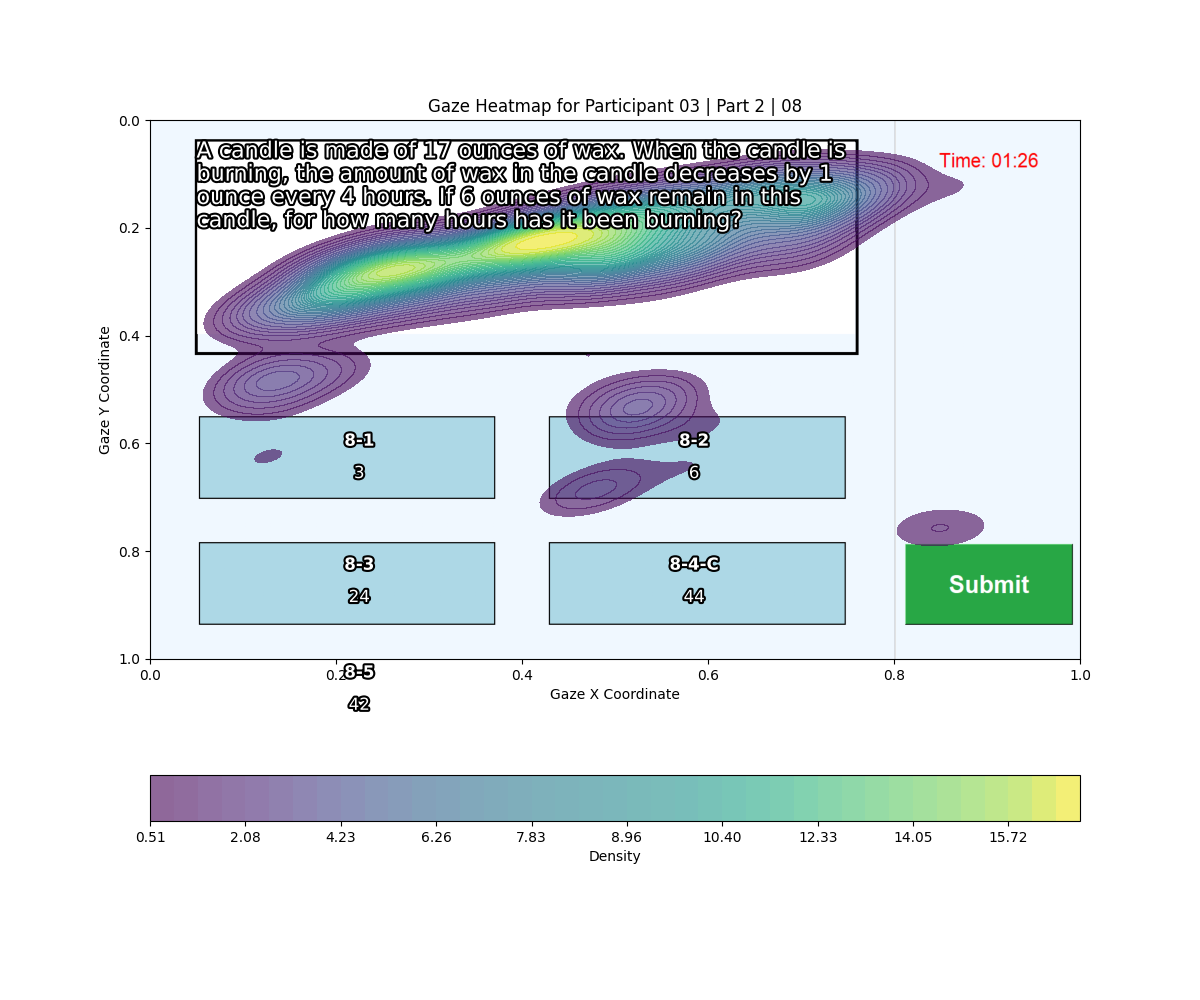 Gaze Heatmap for Participant 03 | Part 2 | 08
A candle is made of 17 ounces of wax. When the candle is
burning, the amount of wax in the candle decreases by 1
ounce every 4 hours. If 6 ounces of wax remain in this
candle, for how many hours has it been burning?
Time: 01:26
0.0
0.2
0.4
0.6
0.8
1.0
Gaze Y Coordinate
8-1
3
8-2
6
8-3
24
8-4-C
44
Submit
8-5
42
0.0
0.2
0.4
0.6
0.8
1.0
Gaze X Coordinate
0.51
2.08
4.23
6.26
7.83
8.96
10.40
12.33
14.05
15.72
Density